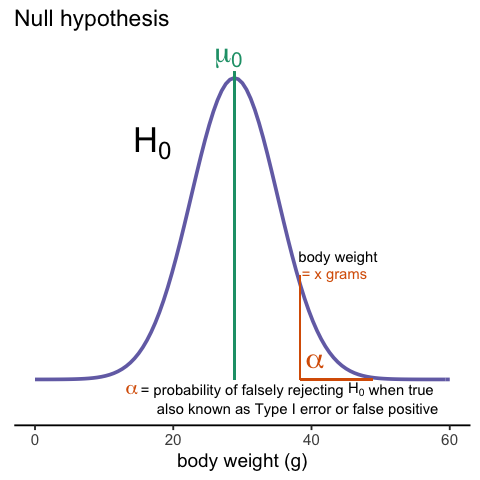 Null hypothesis
μ₀
H₀
body weight
= x grams
α
α = probability of falsely rejecting H₀ when true
also known as Type I error or false positive
0 20 40 60
body weight (g)